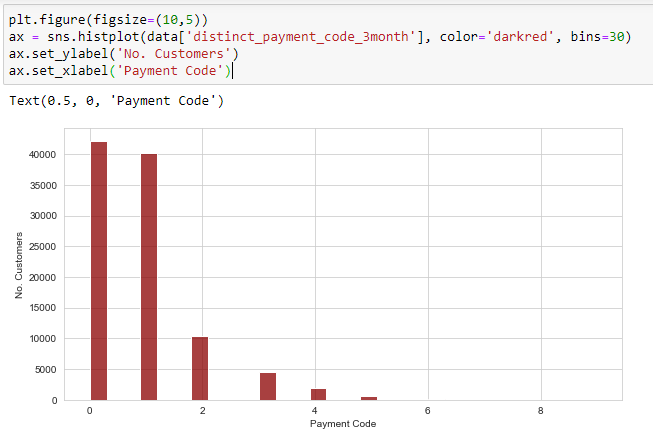 plt.figure(figsize=(10,5))
ax = sns.histplot(data['distinct_payment_code_3month'], color='darkred', bins=30)
ax.set_ylabel('No. Customers')
ax.set_xlabel('Payment Code')
Text(0.5, 0, 'Payment Code')
40000
35000
30000
25000
20000
15000
10000
5000
0
No. Customers
0 2 4 6 8
Payment Code